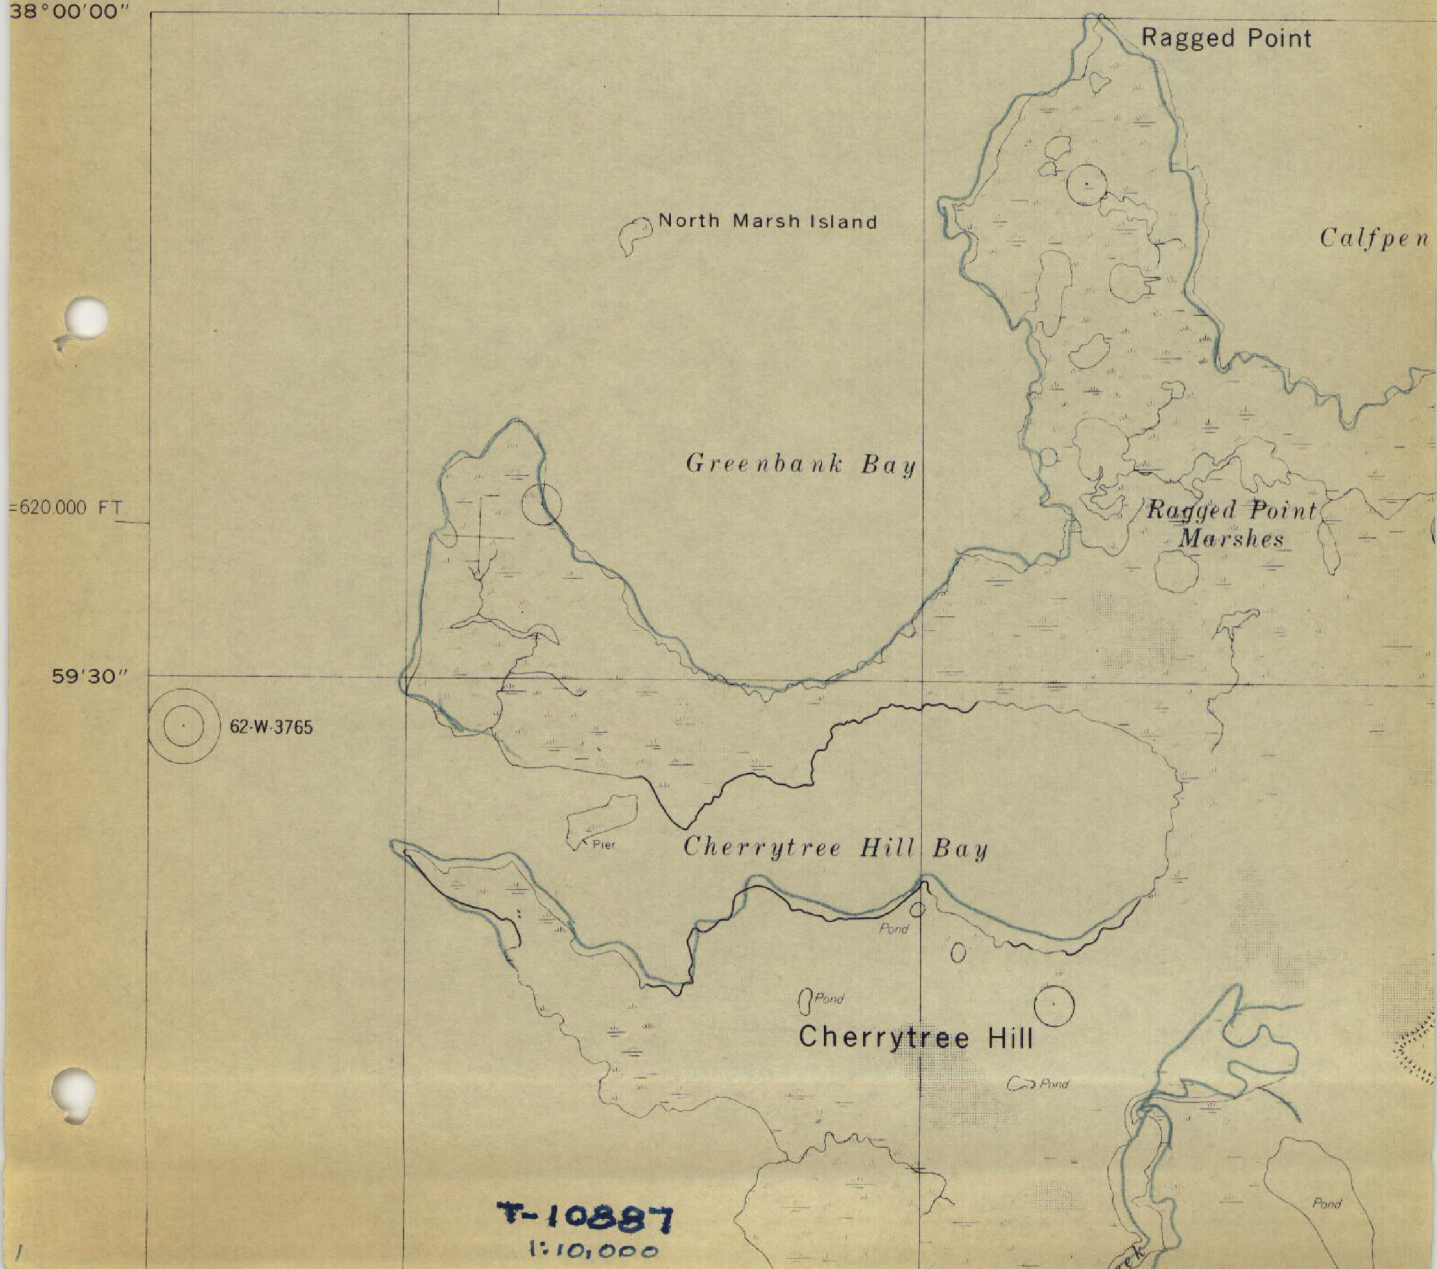 38°00'00"
Ragged Point
North Marsh Island
Calfpen
Greenbank Bay
=620.000 FT.
Ragged Point
Marshes
59'30"
62-W-3765
Pier
Cherrytree Hill Bay
Pond
Pond
Cherrytree Hill
Pond
Pond
T-10887
1:10,000